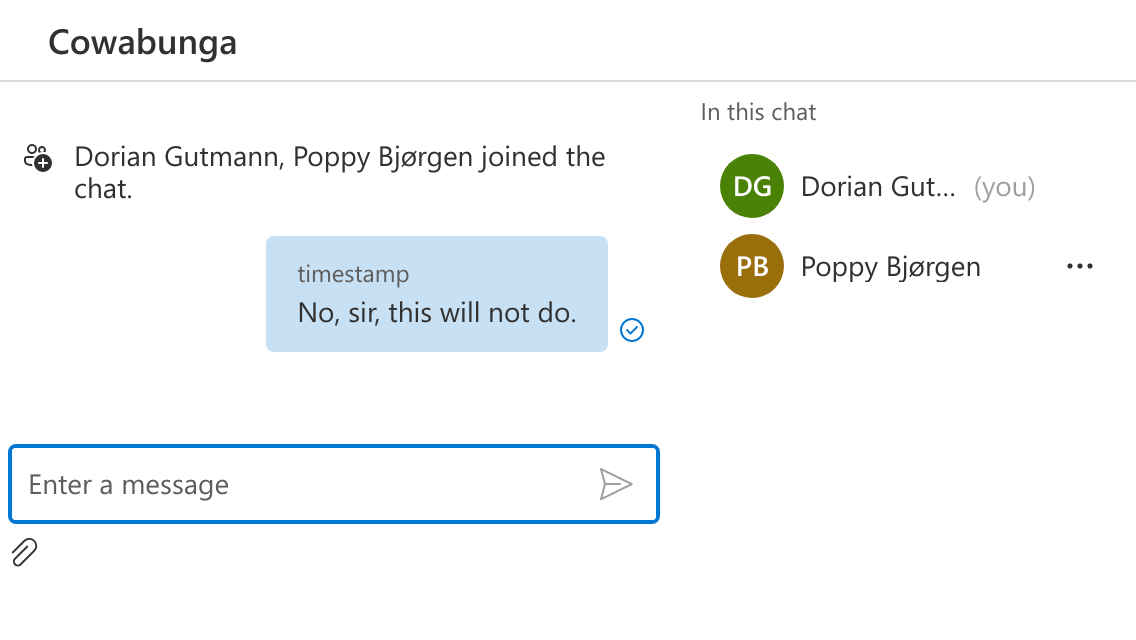 Cowabunga
Dorian Gutmann, Poppy Bjørgen joined the
chat.
timestamp
No, sir, this will not do.
Enter a message
In this chat
DG Dorian Gut... (you)
PB Poppy Bjørgen